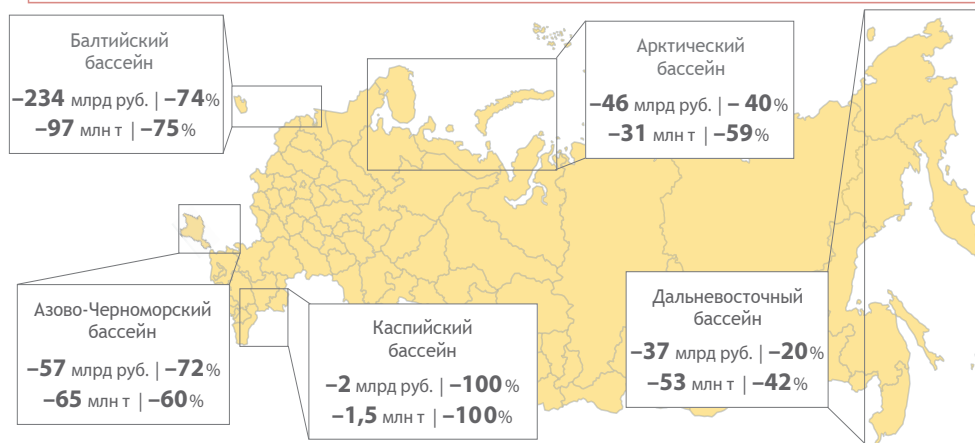 Балтийский
бассейн
–234 млрд руб. | –74%
–97 млн т | –75%
Арктический
бассейн
–46 млрд руб. | – 40%
–31 млн т | –59%
Азово-Черноморский
бассейн
–57 млрд руб. | –72%
–65 млн т | –60%
Каспийский
бассейн
–2 млрд руб. | –100%
–1,5 млн т | –100%
Дальневосточный
бассейн
–37 млрд руб. | –20%
–53 млн т | –42%